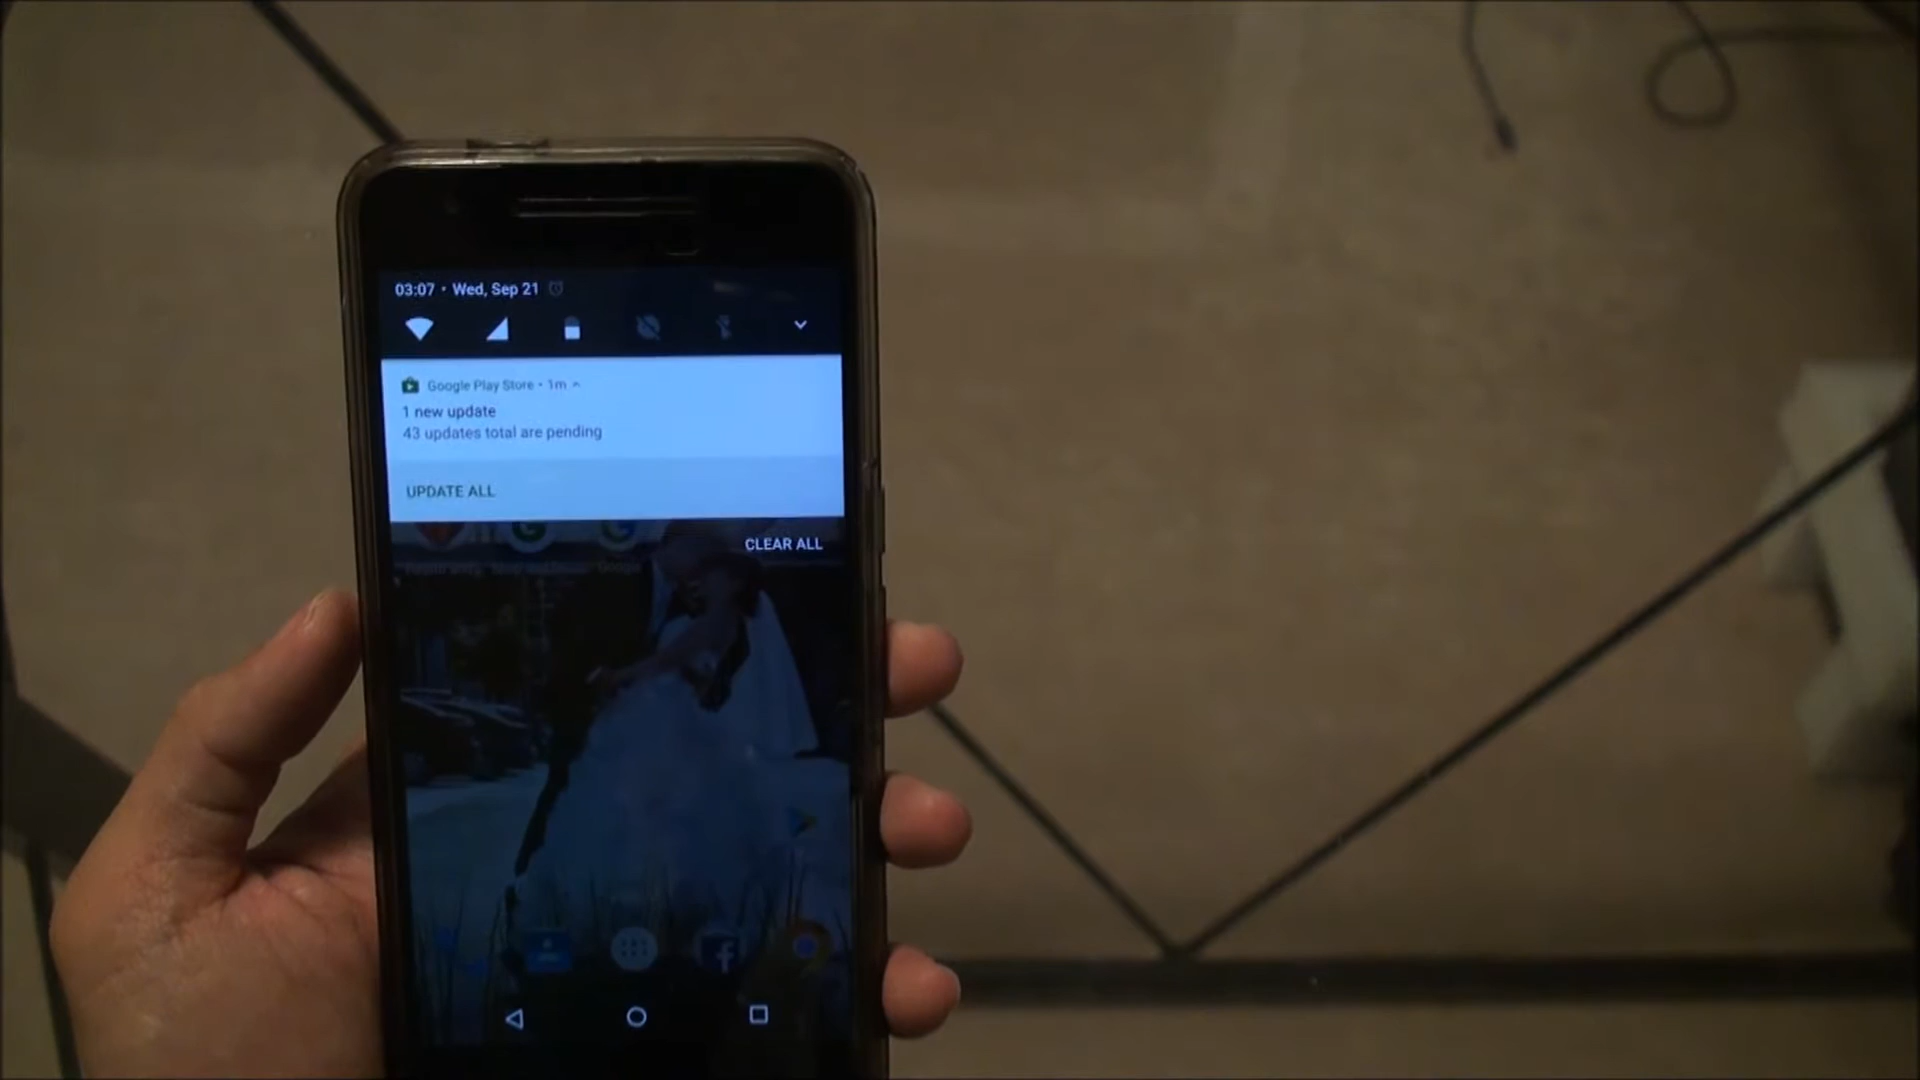 03:07 • Wed, Sep 21
Google Play Store • 1m
1 new update
43 updates total are pending
UPDATE ALL
CLEAR ALL
Google